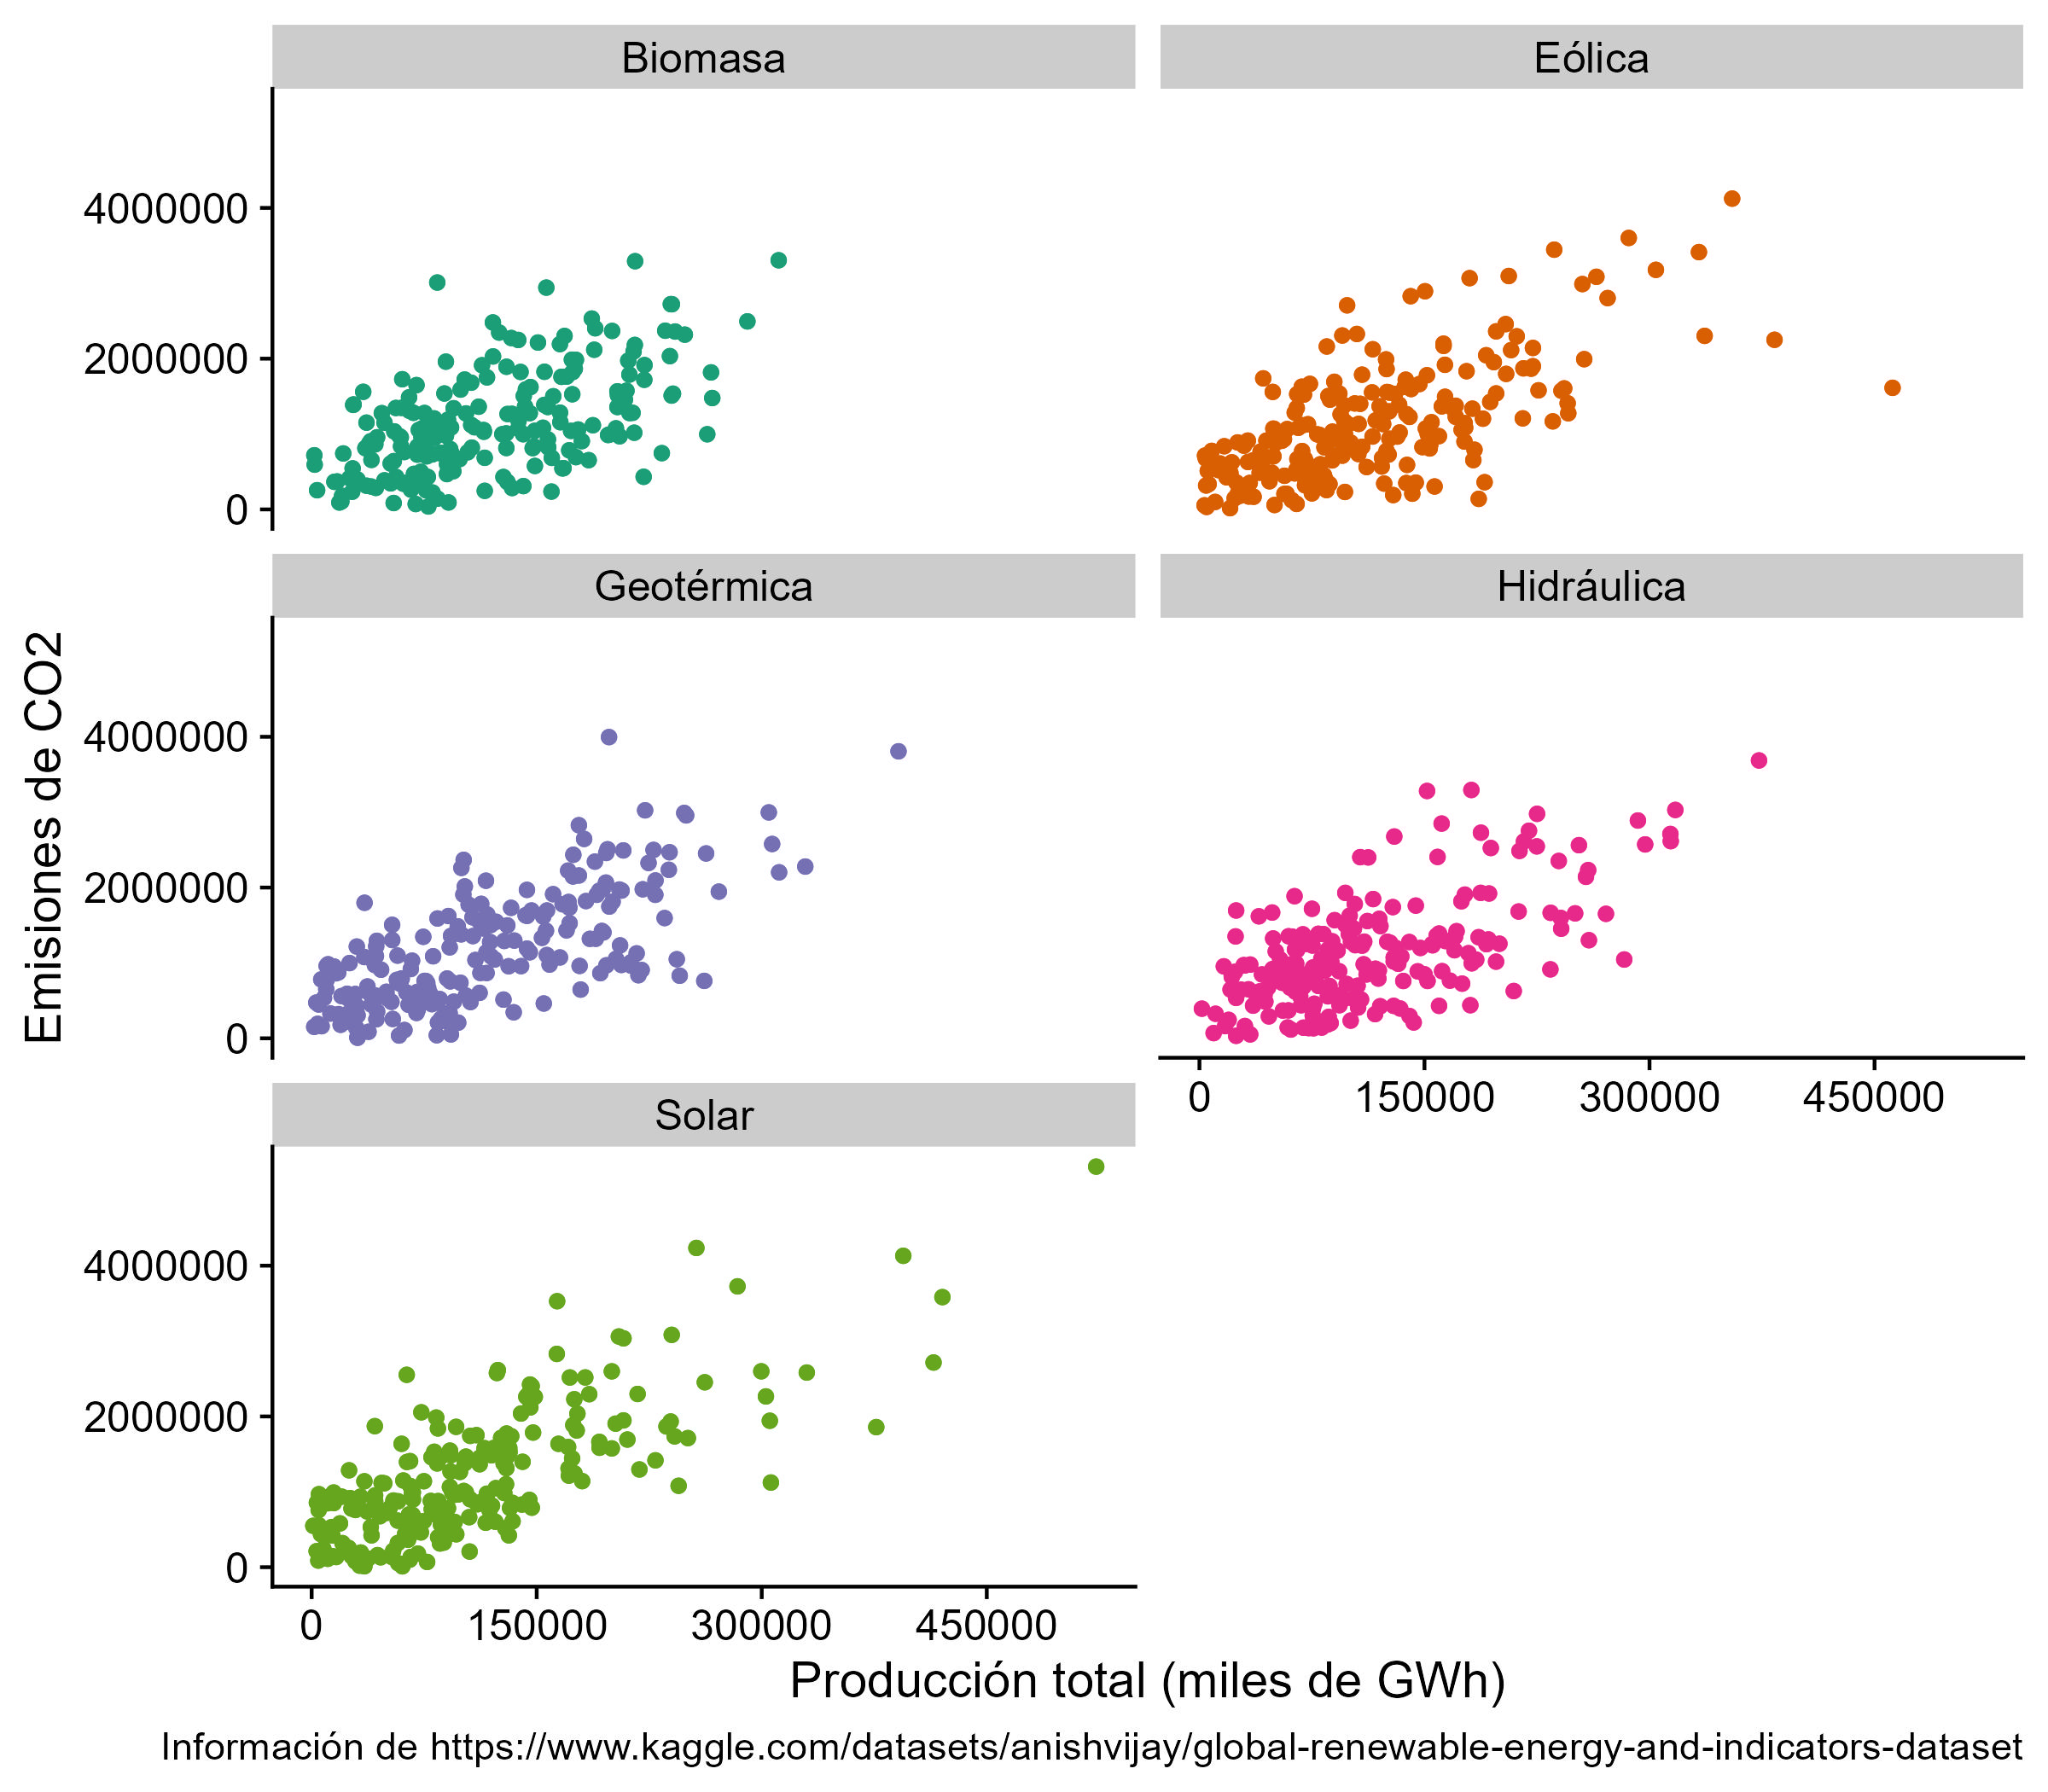 Biomasa
Eólica
4000000
2000000
0
Geotérmica
Hidráulica
Emisiones de CO2
4000000
2000000
0
0 150000 300000 450000
Solar
4000000
2000000
0
0 150000 300000 450000
Producción total (miles de GWh)
Información de https://www.kaggle.com/datasets/anishvijay/global-renewable-energy-and-indicators-dataset